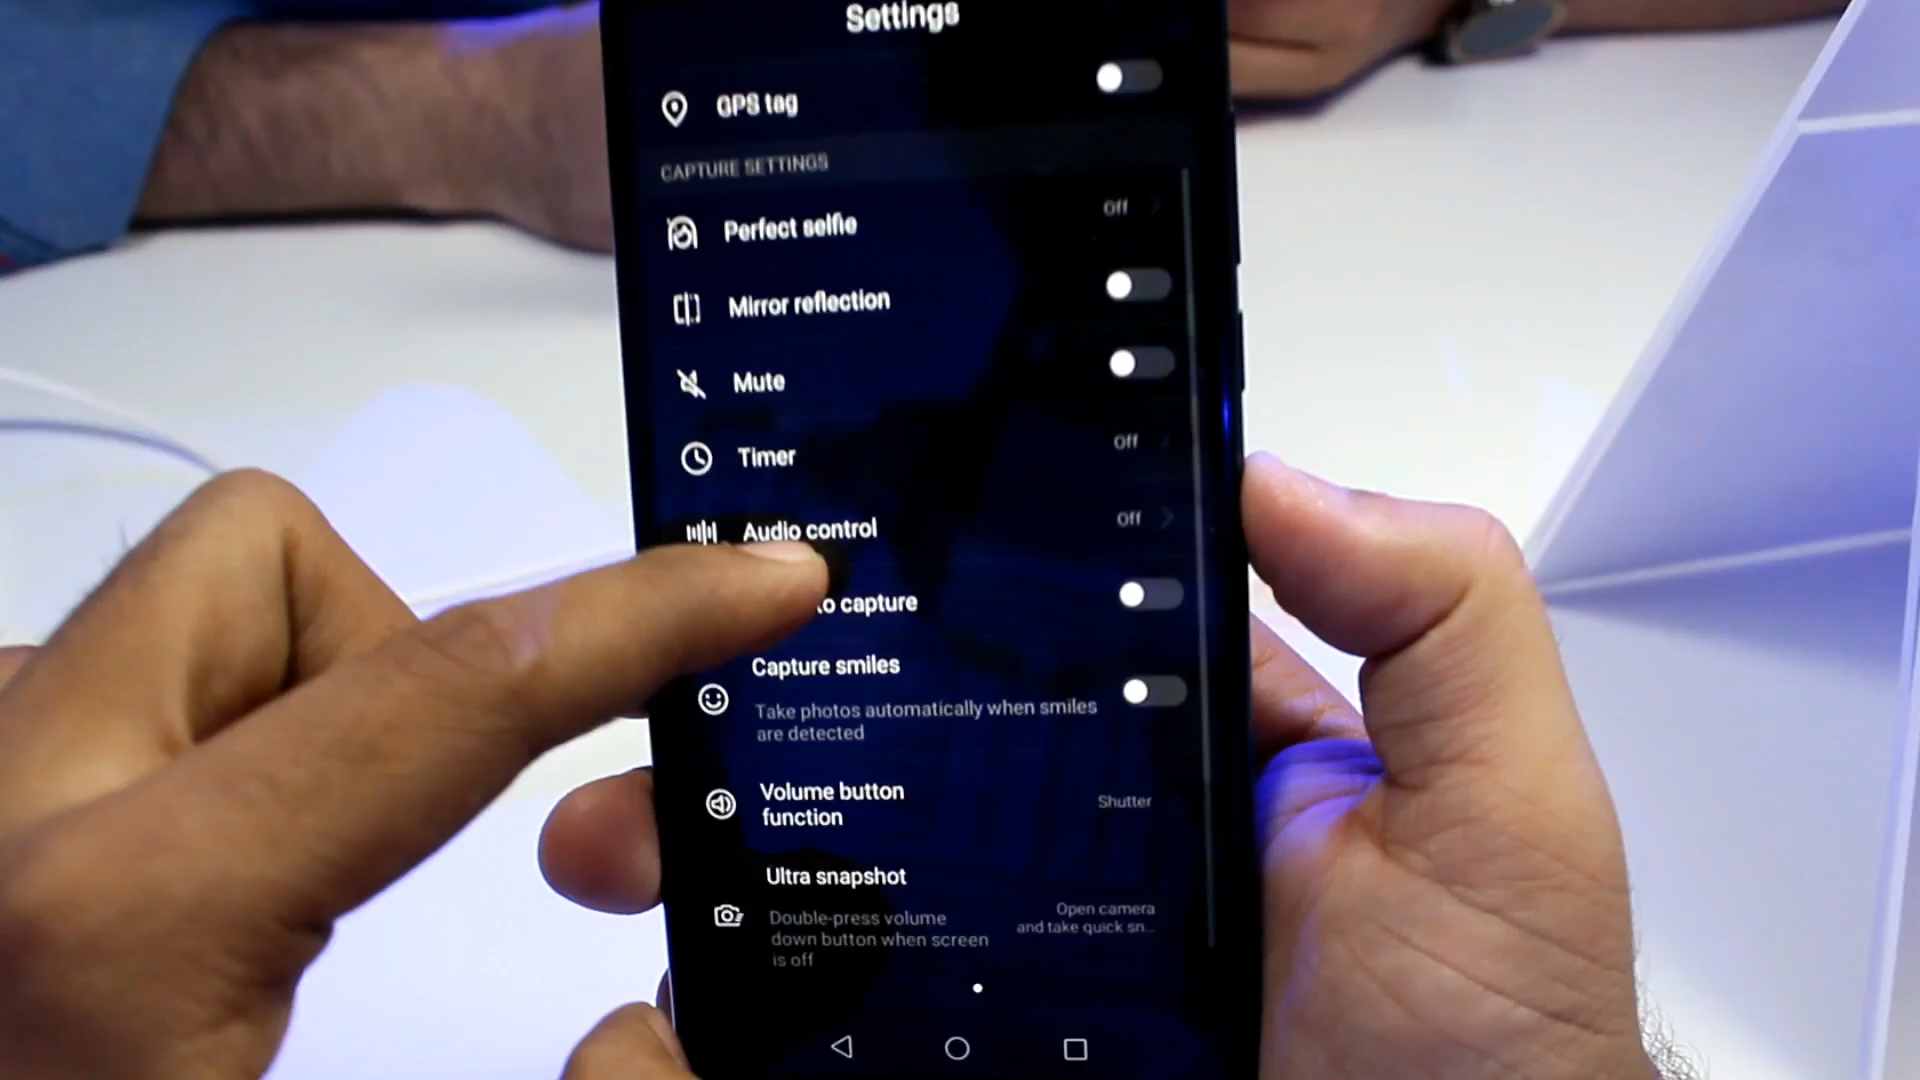 Settings
GPS tag
CAPTURE SETTINGS
Perfect selfie
Off
Mirror reflection
Mute
Timer
Off
Audio control
Off
to capture
Capture smiles
Take photos automatically when smiles
are detected
Volume button
function
Shutter
Ultra snapshot
Double-press volume
down button when screen
is off
Open camera
and take quick sn...